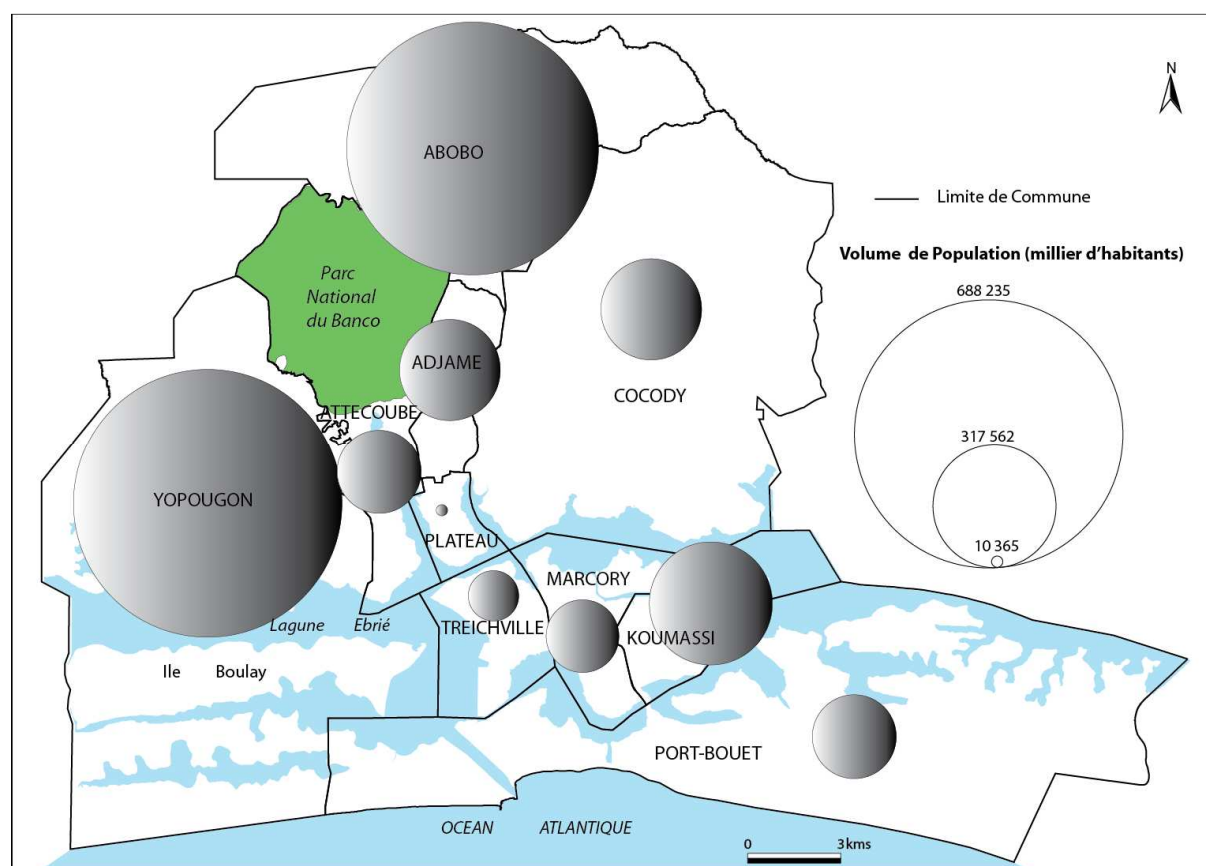 N
ABOBO
Limite de Commune
Volume de Population (millier d'habitants)
688 235
Parc
National
du Banco
ADJAME
COCODY
ATTECOUBE
317 562
YOPOUGON
10 365
PLATEAU
MARCORY
Lagune Ebrié
TREICHVILLE
KOUMASSI
Ile Boulay
PORT-BOUET
OCEAN ATLANTIQUE
0 3kms